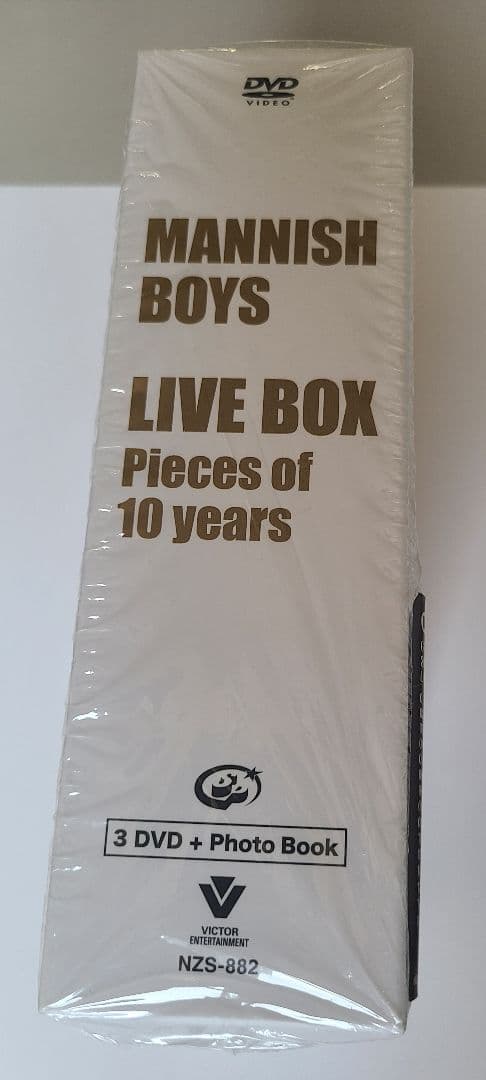 DVD
VIDEO
MANNISH
BOYS
LIVE BOX
Pieces of
10 years
3 DVD + Photo Book
VICTOR
ENTERTAINMENT
NZS-882